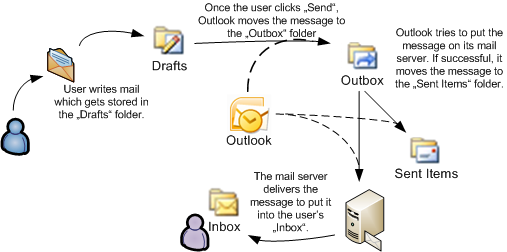 Once the user clicks „Send“,
Outlook moves the message to
the „Outbox“ folder
Drafts
User writes mail
which gets stored in
the „Drafts“ folder.
Outlook tries to put the
message on its mail
server. If successful, it
moves the message to
the „Sent Items“ folder.
Outbox
Outlook
Sent Items
The mail server
delivers the
message to put it
into the user’s
„Inbox“.
Inbox